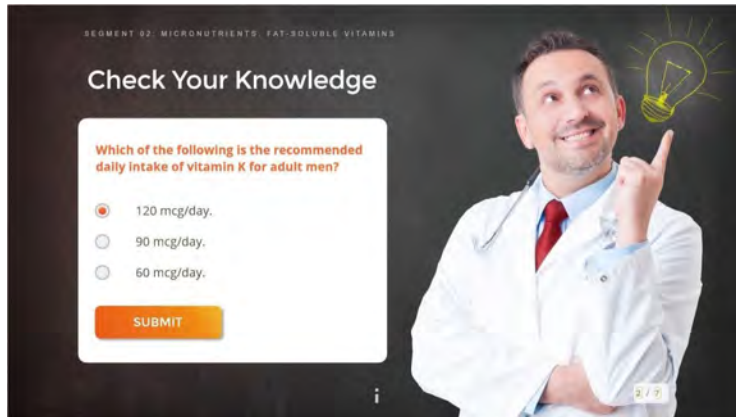 SEGMENT 02: MICRONUTRIENTS: FAT-SOLUBLE VITAMINS
Check Your Knowledge
Which of the following is the recommended
daily intake of vitamin K for adult men?
120 mcg/day.
90 mcg/day.
60 mcg/day.
SUBMIT
i
2 / 7